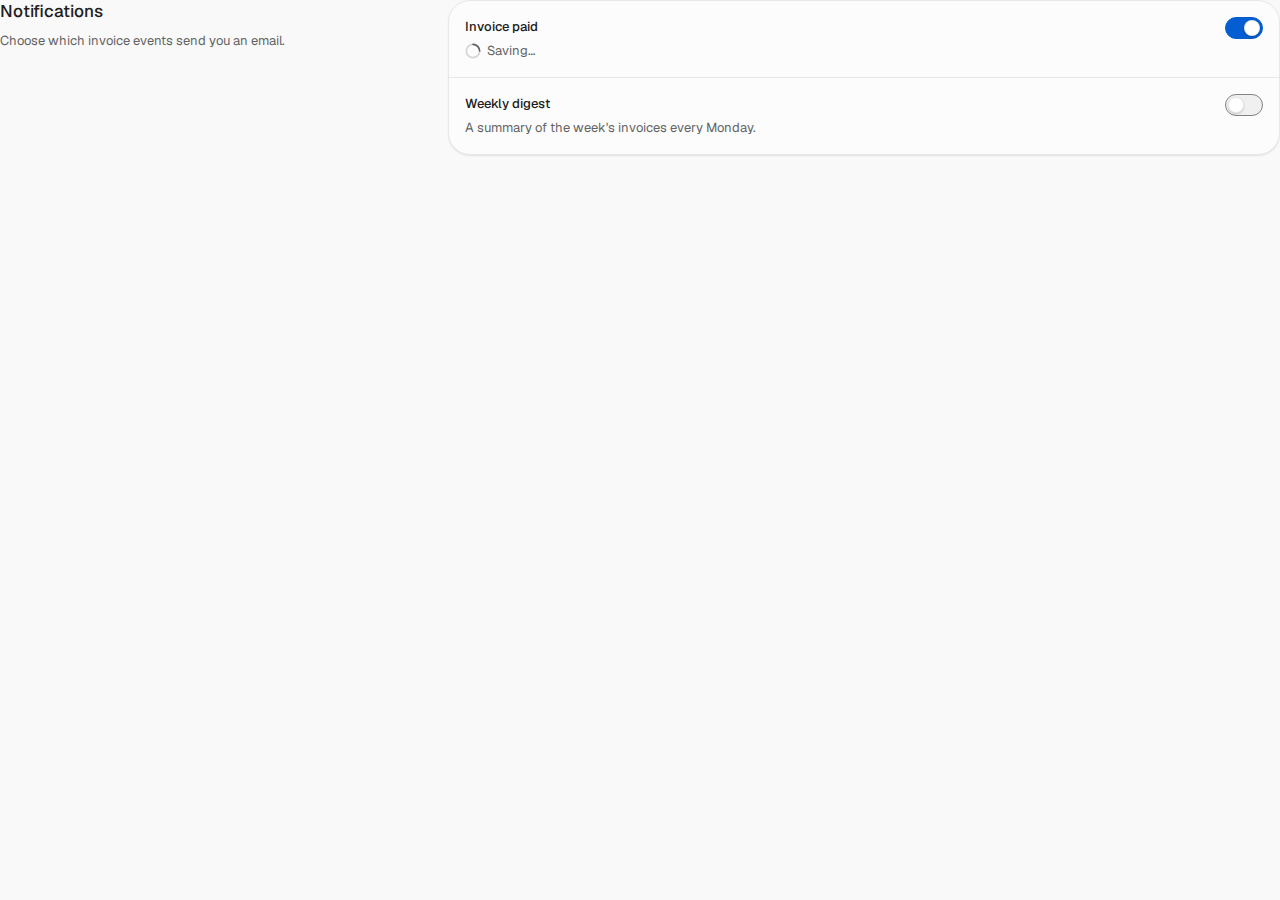 Notifications
Choose which invoice events send you an email.
Invoice paid
Saving…
Weekly digest
A summary of the week's invoices every Monday.